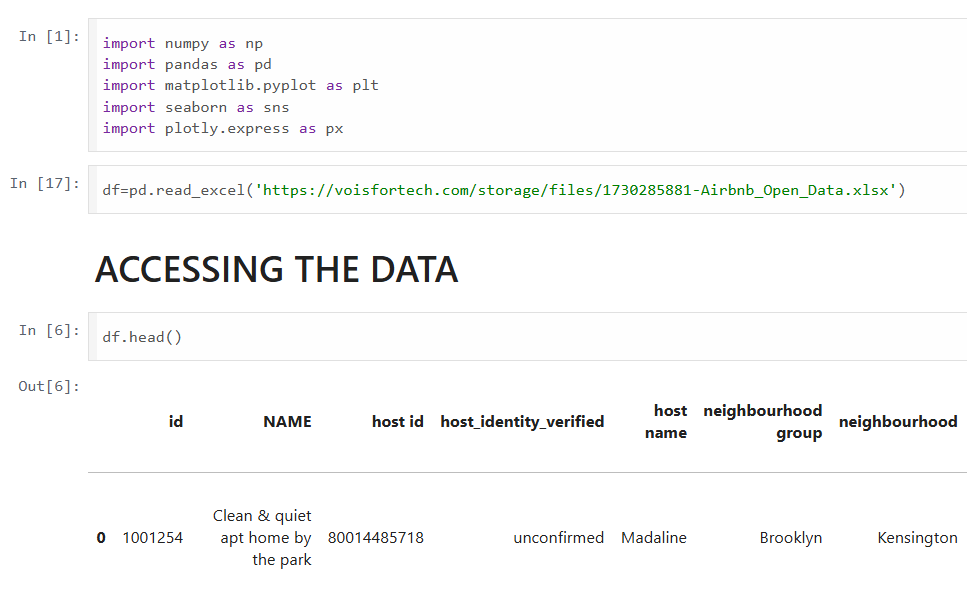 In [1]:
import numpy as np
import pandas as pd
import matplotlib.pyplot as plt
import seaborn as sns
import plotly.express as px
In [17]:
df=pd.read_excel('https://voisfortech.com/storage/files/1730285881-Airbnb_Open_Data.xlsx')
ACCESSING THE DATA
In [6]:
df.head()
Out[6]:
id NAME host id host_identity_verified host name neighbourhood group neighbourhood
0 1001254 Clean & quiet apt home by the park 80014485718 unconfirmed Madaline Brooklyn Kensington